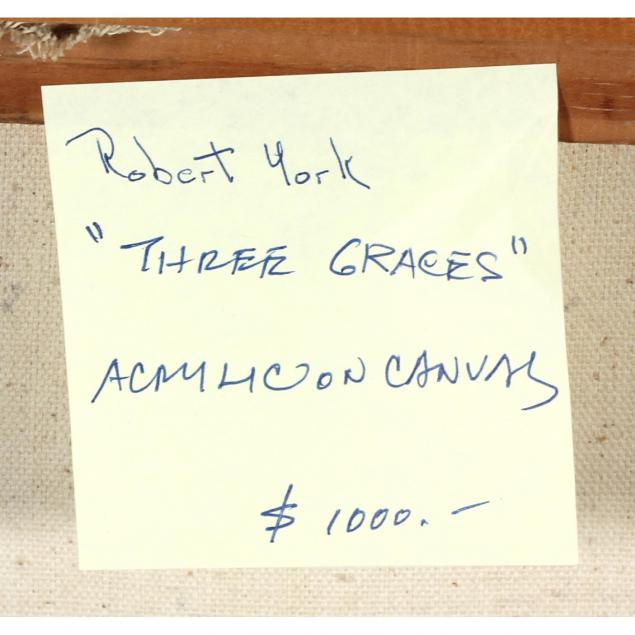 Robert York
"THREE GRACES"
ACRYLIC ON CANVAS
$ 1000.-